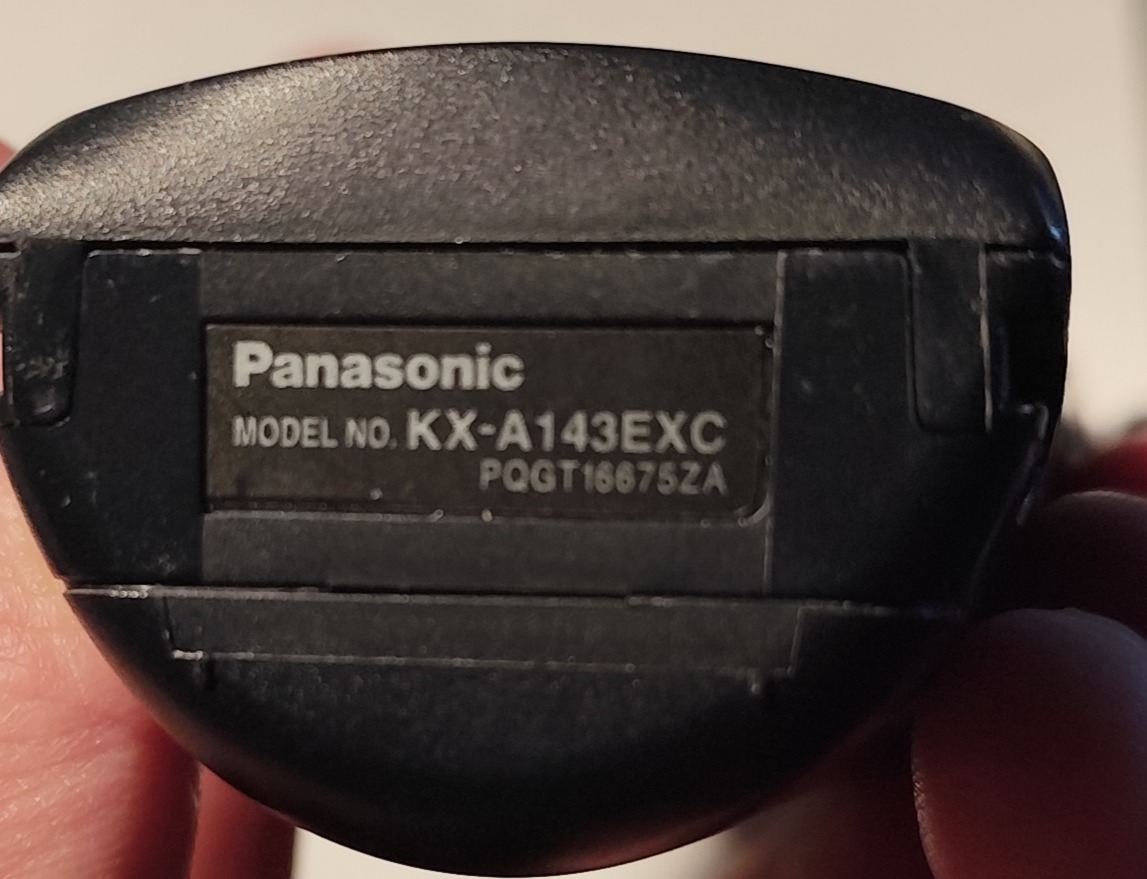 Panasonic
MODEL NO. KX-A143EXC
PQGT16675ZA